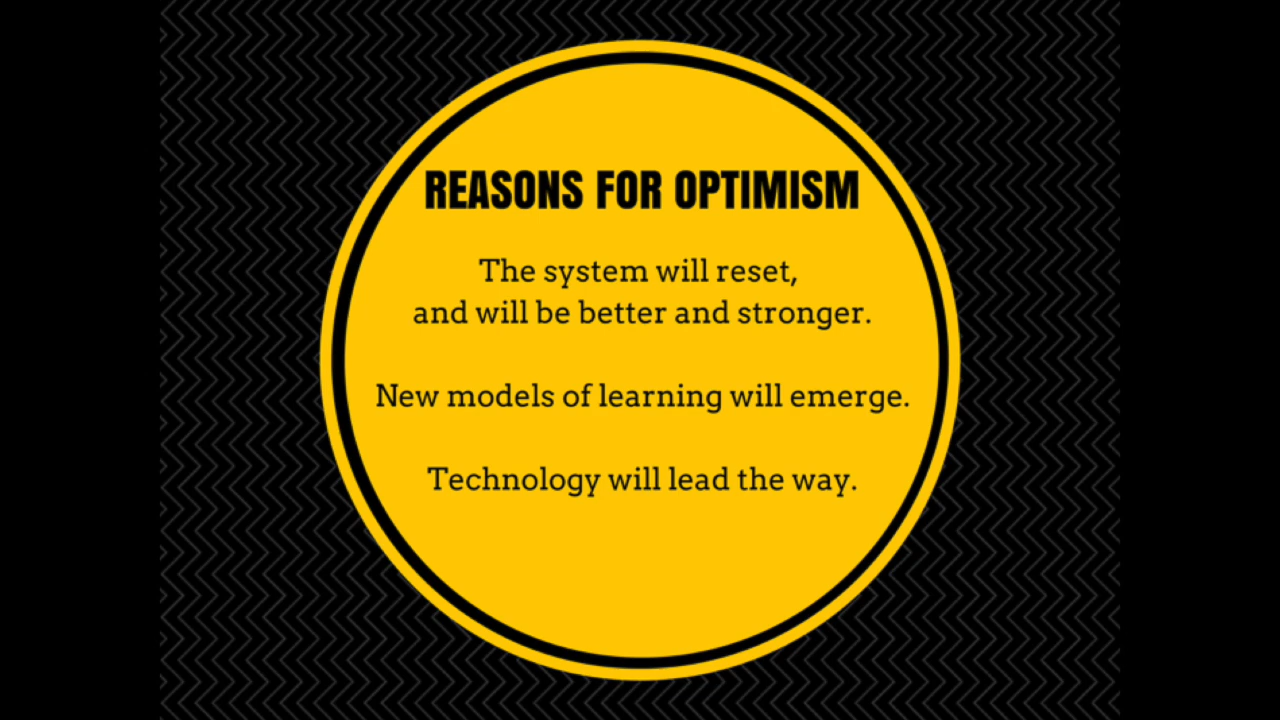 REASONS FOR OPTIMISM
The system will reset,
and will be better and stronger.
New models of learning will emerge.
Technology will lead the way.